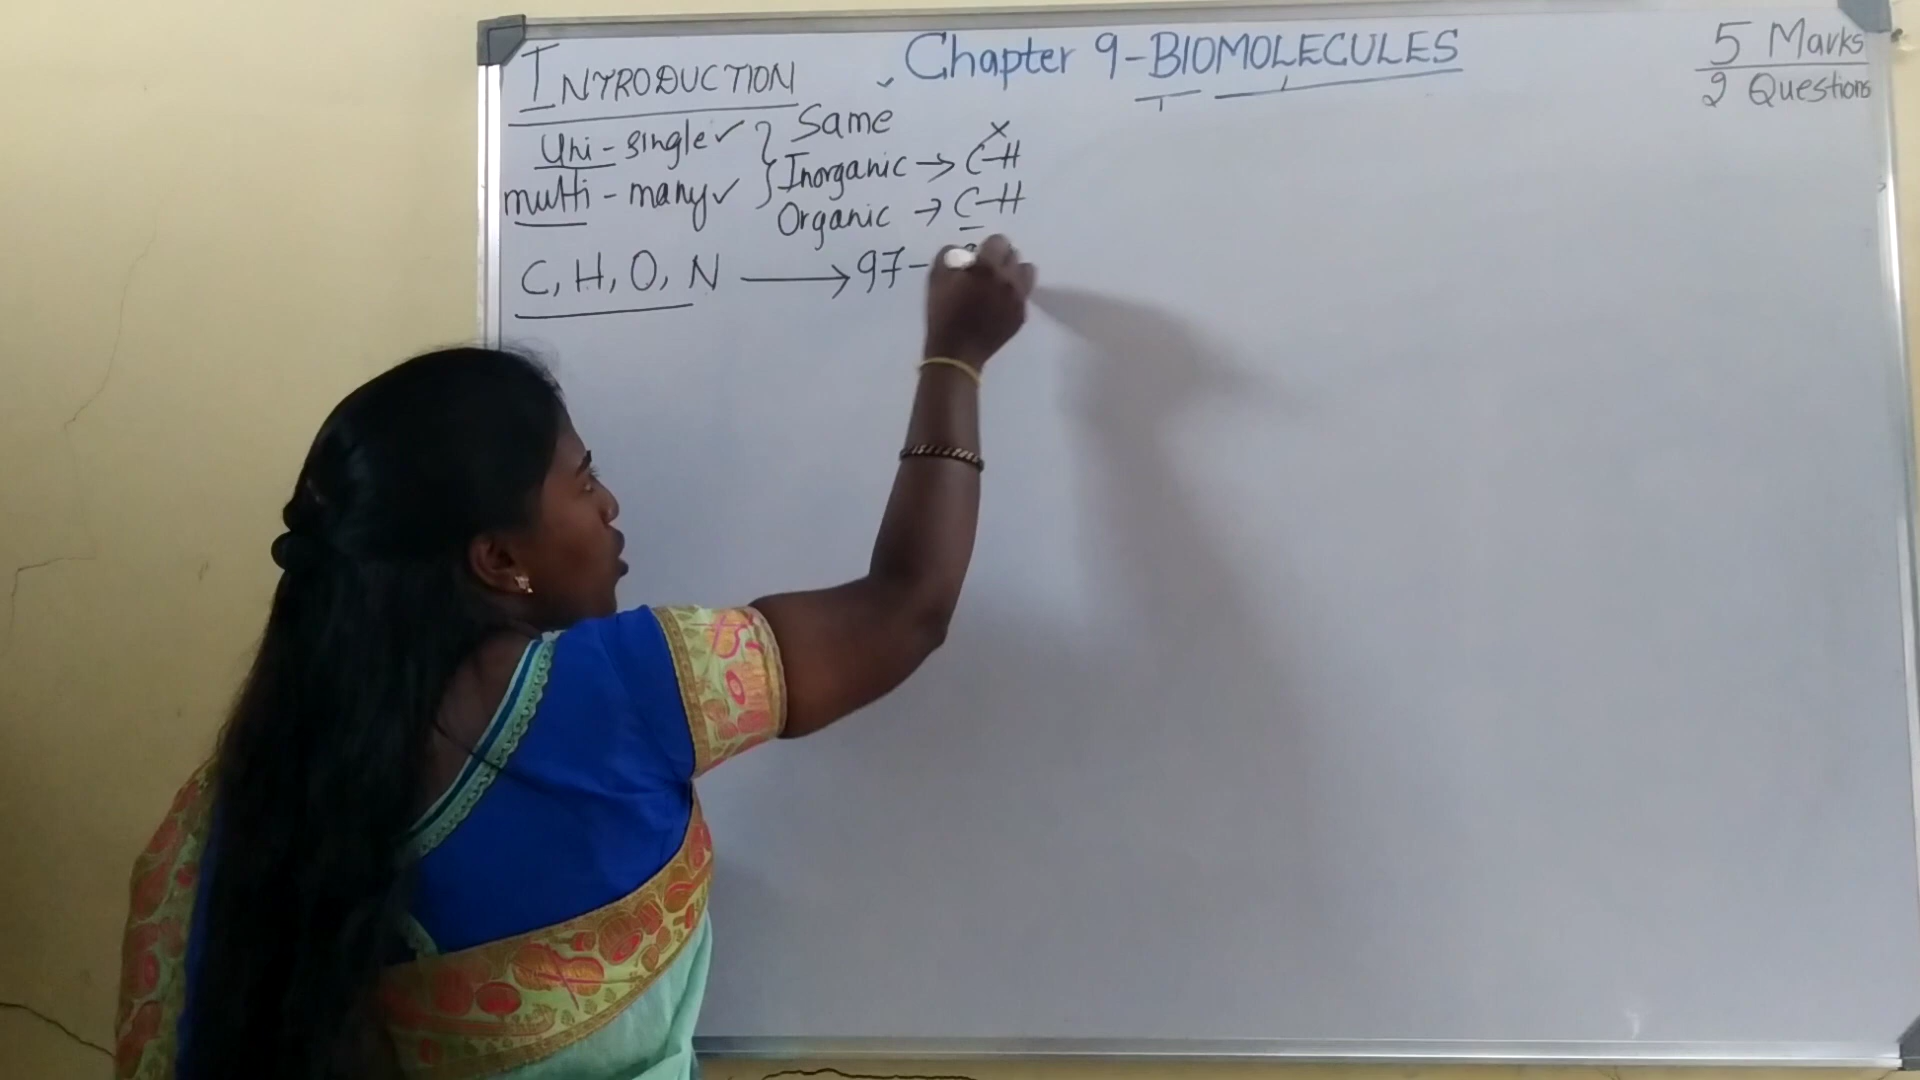 Chapter 9-BIOMOLECULES
5 Marks
2 Questions
INTRODUCTION
Uni - single ✓ } Same
multi - many ✓ } Inorganic → C-H
Organic → C-H
C, H, O, N ⟶ 97-